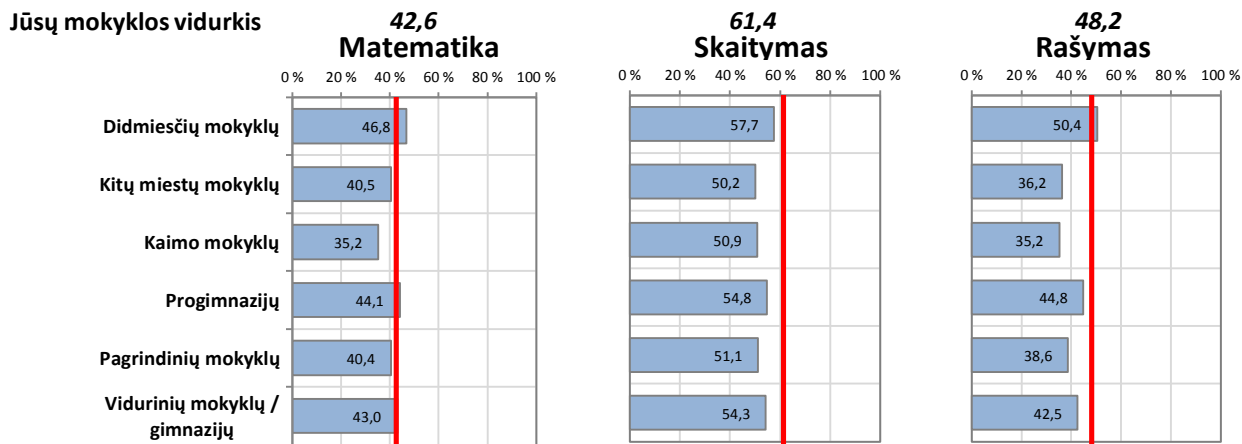 Jūsų mokyklos vidurkis 42,6 61,4 48,2
Matematika Skaitymas Rašymas
0 % 20 % 40 % 60 % 80 % 100 % 0 % 20 % 40 % 60 % 80 % 100 % 0 % 20 % 40 % 60 % 80 % 100 %
Didmiesčių mokyklų 46,8 57,7 50,4
Kitų miestų mokyklų 40,5 50,2 36,2
Kaimo mokyklų 35,2 50,9 35,2
Progimnazijų 44,1 54,8 44,8
Pagrindinių mokyklų 40,4 51,1 38,6
Vidurinių mokyklų /
gimnazijų 43,0 54,3 42,5